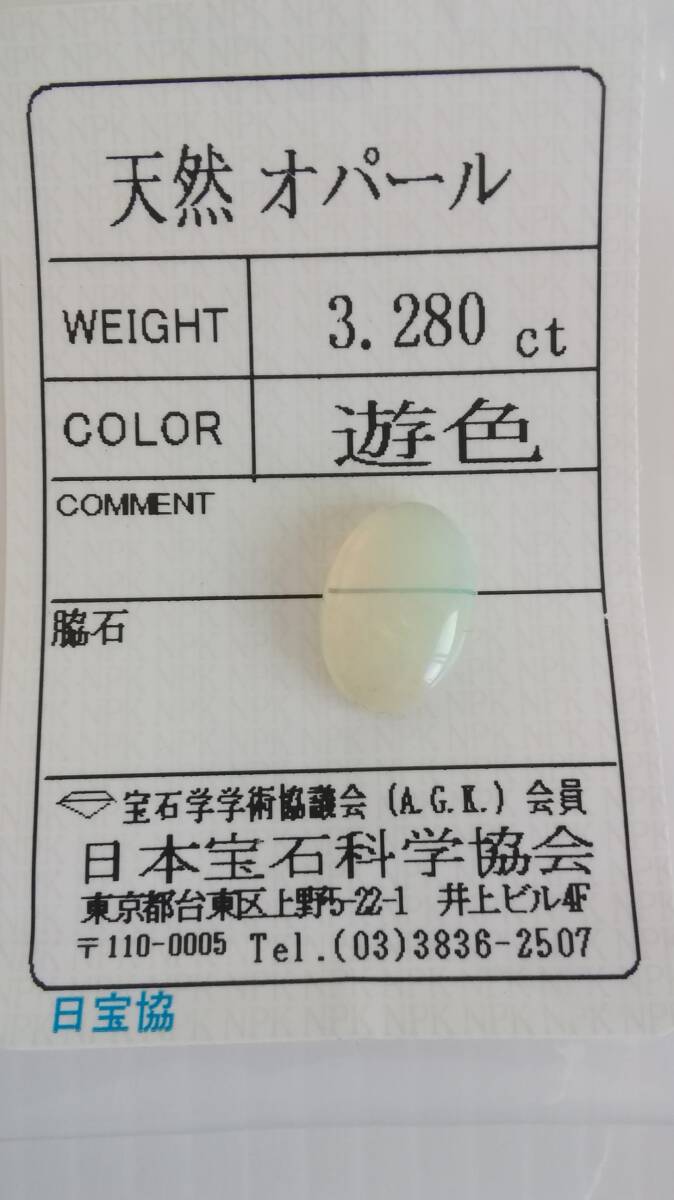 天然 オパール
WEIGHT 3.280 ct
COLOR 遊色
COMMENT
脇石
宝石学学術協議会 (A.G.K.) 会員
日本宝石科学協会
東京都台東区上野5-22-1 井上ビル4F
〒110-0005 Tel.(03)3836-2507
日宝協